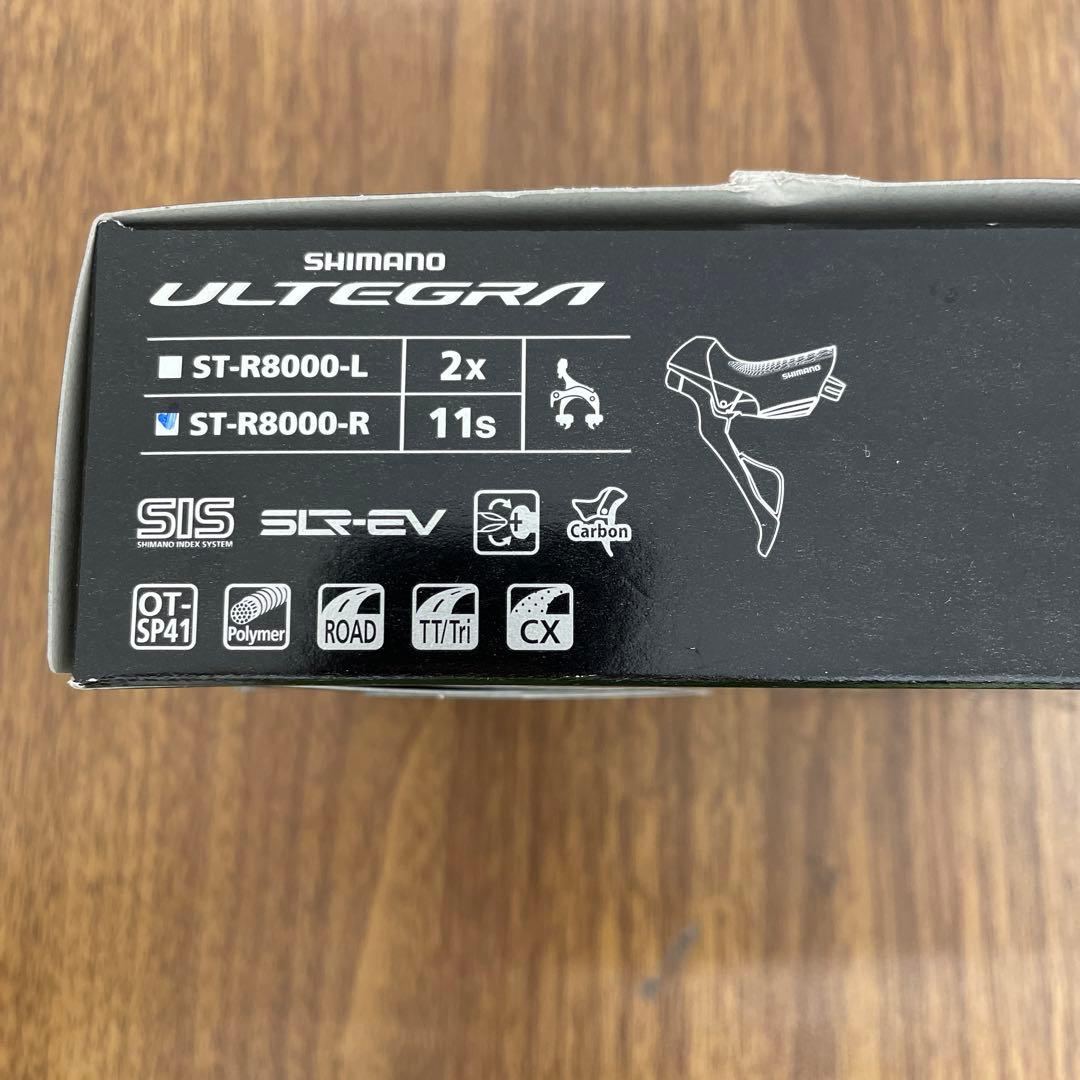 SHIMANO
ULTEGRA
ST-R8000-L 2x
ST-R8000-R 11s
SHIMANO
SIS
SHIMANO INDEX SYSTEM
SLR-EV
+
Carbon
OT-
SP41
Polymer
ROAD
TT/Tri
CX